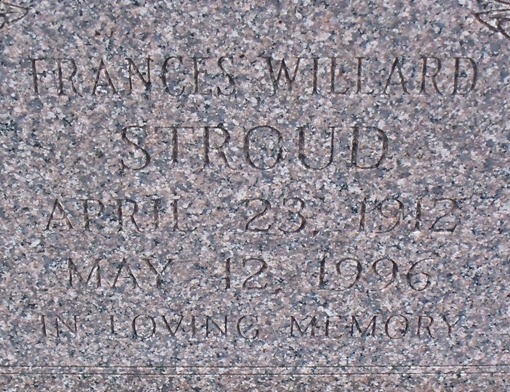 FRANCES WILLARD
STROUD
APRIL 23, 1912
MAY 12, 1996
IN LOVING MEMORY